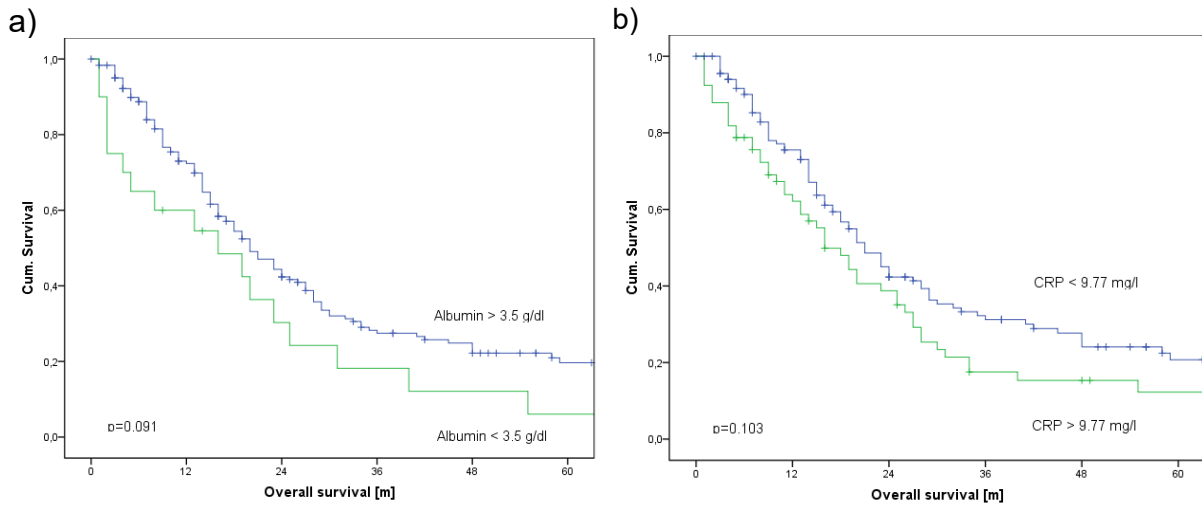 a)
1,0
0,8
0,6
0,4
0,2
0,0
Cum. Survival
Albumin > 3.5 g/dl
Albumin < 3.5 g/dl
p=0.091
0 12 24 36 48 60
Overall survival [m]
b)
1,0
0,8
0,6
0,4
0,2
0,0
Cum. Survival
CRP < 9.77 mg/l
CRP > 9.77 mg/l
p=0.103
0 12 24 36 48 60
Overall survival [m]